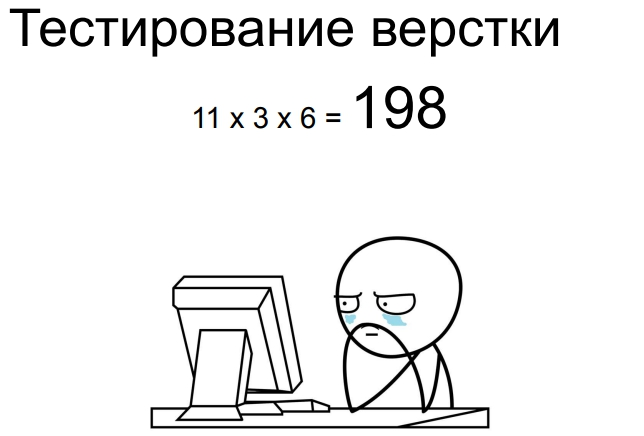 Тестирование верстки
11 x 3 x 6 = 198